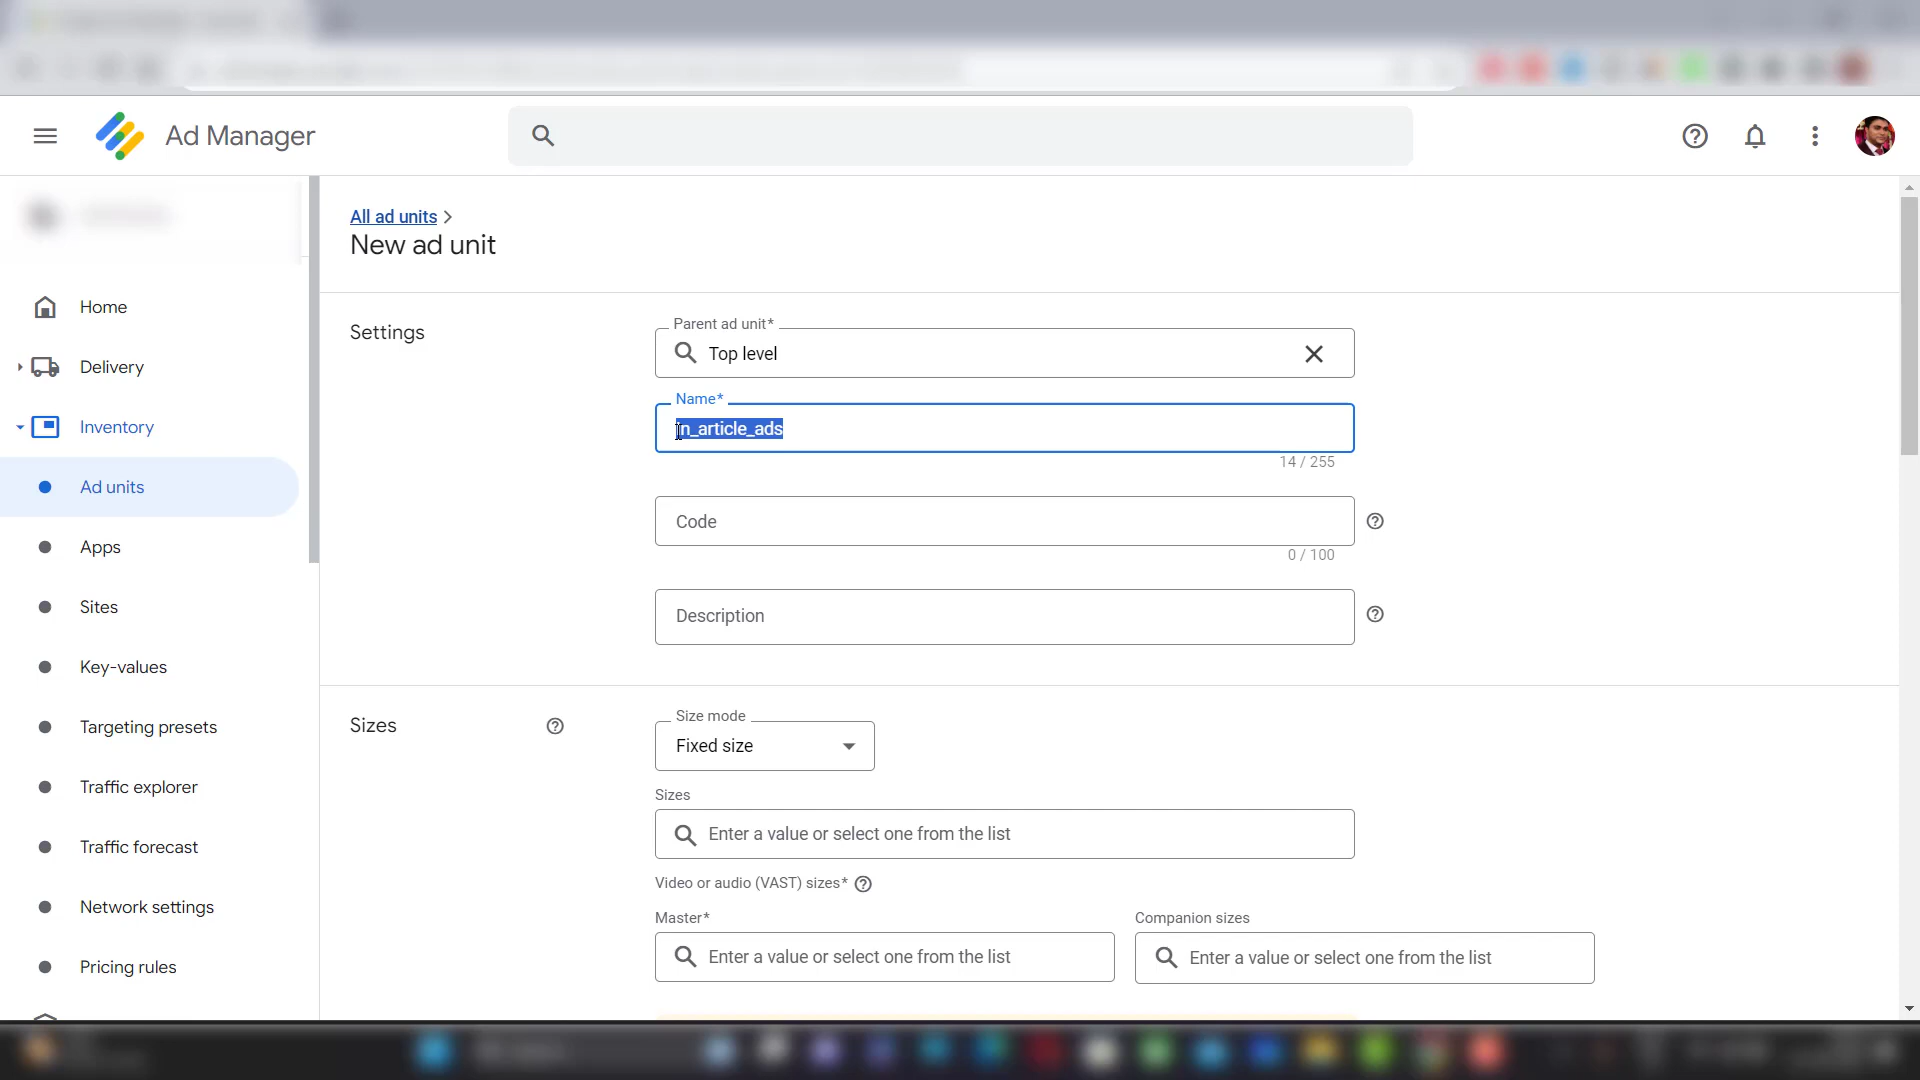 Ad Manager
All ad units
New ad unit
Home
Delivery
Inventory
Ad units
Apps
Sites
Key-values
Targeting presets
Traffic explorer
Traffic forecast
Network settings
Pricing rules
Settings
Parent ad unit*
Top level
Name*
in_article_ads
14 / 255
Code
0 / 100
Description
Sizes
Size mode
Fixed size
Sizes
Enter a value or select one from the list
Video or audio (VAST) sizes*
Master*
Companion sizes
Enter a value or select one from the list
Enter a value or select one from the list